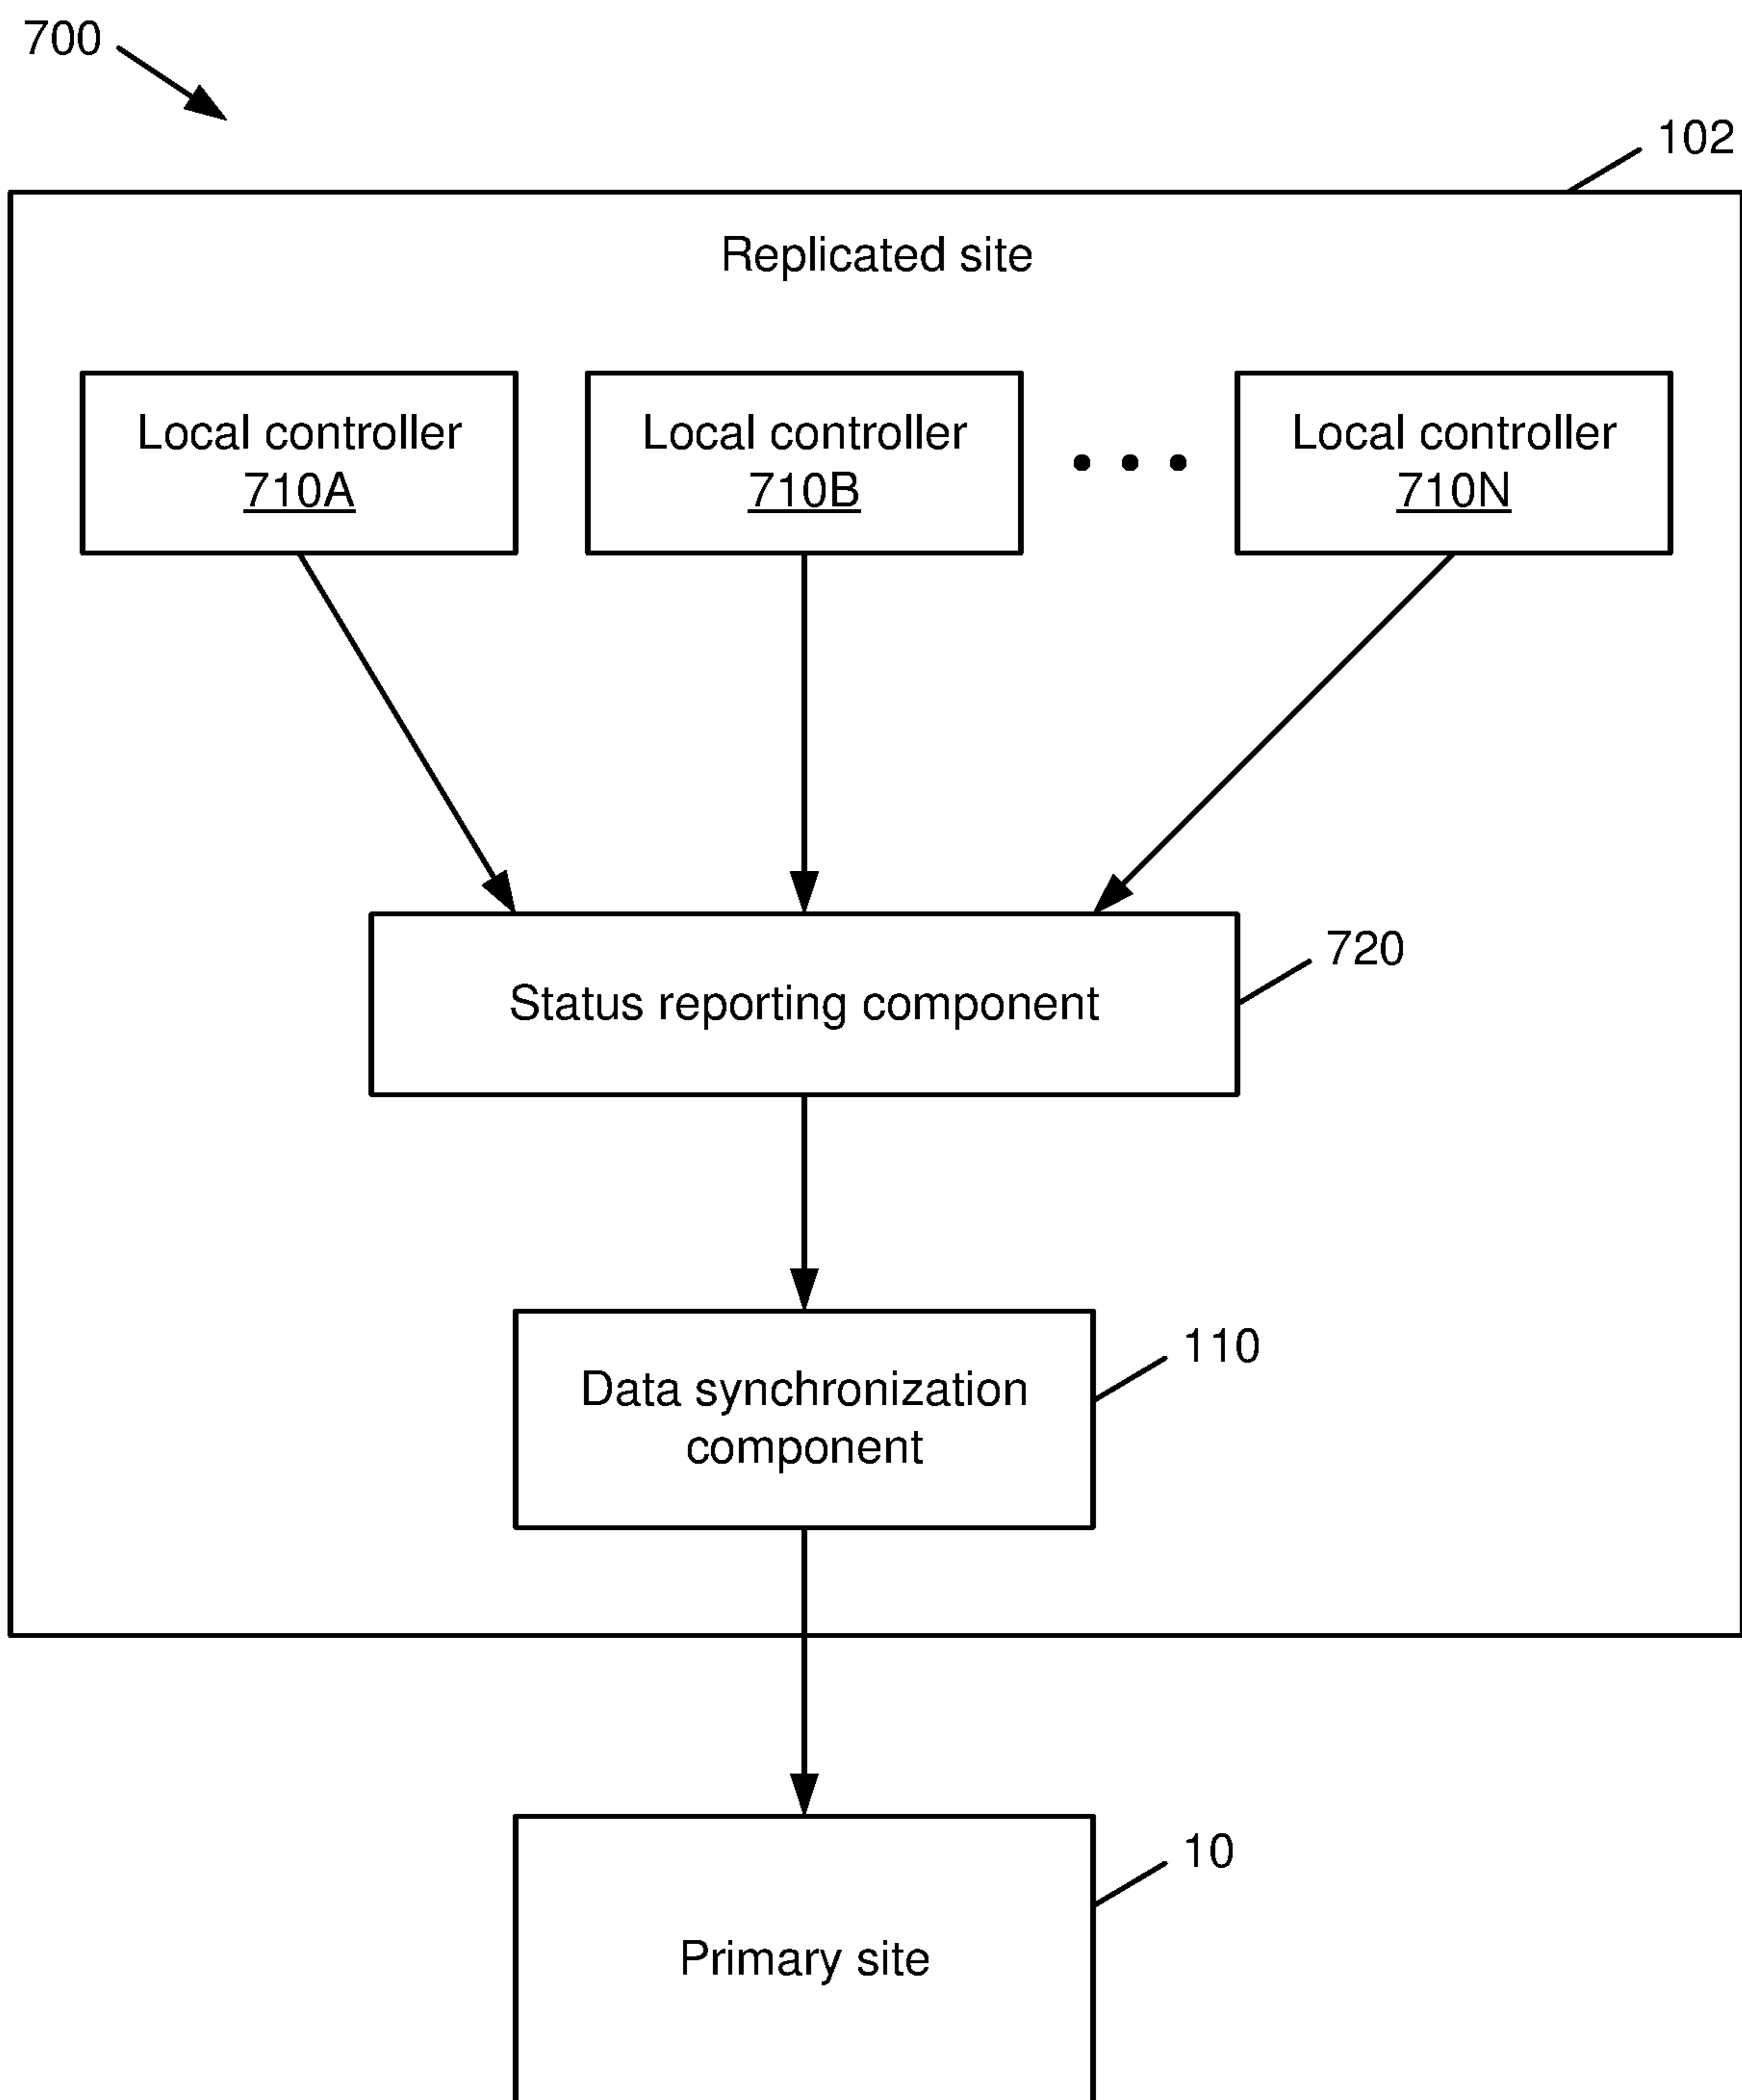 700
102
Replicated site
Local controller
710A
Local controller
710B
Local controller
710N
720
Status reporting component
110
Data synchronization
component
10
Primary site